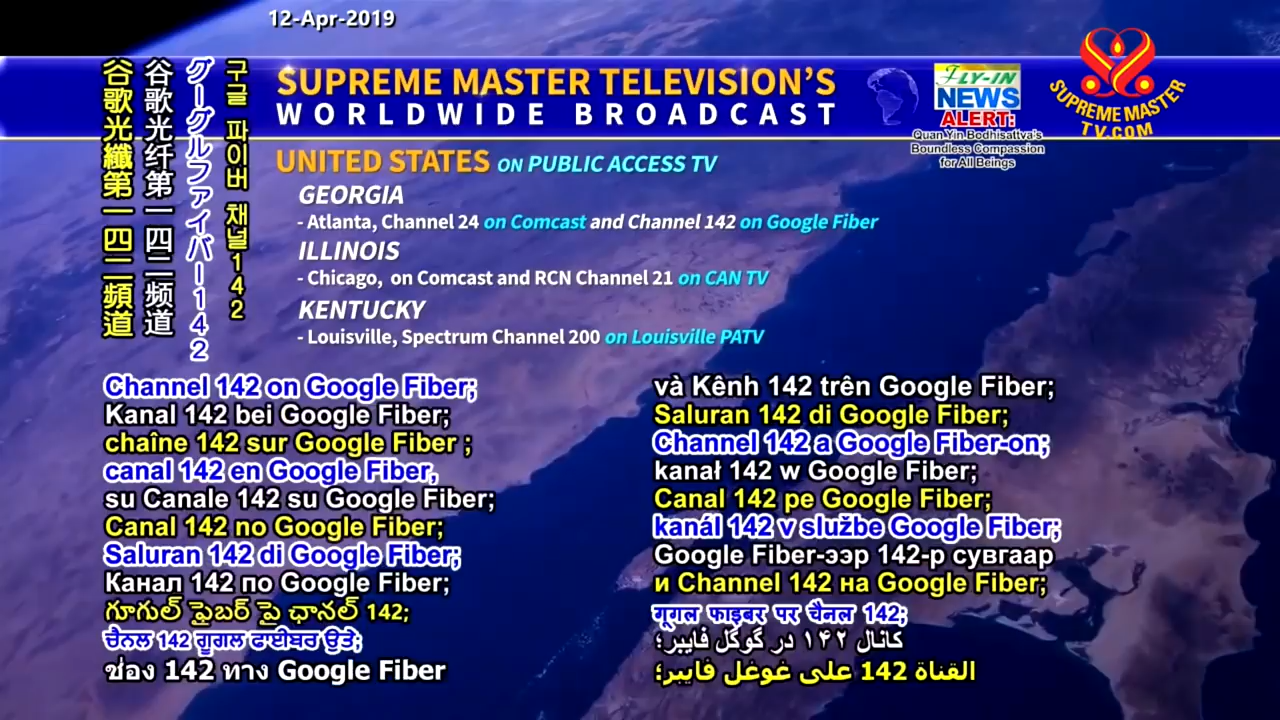 12-Apr-2019
谷歌光纖第一四二頻道
谷歌光纤第一四二频道
グーグルファイバー142
구글 파이버 채널142
SUPREME MASTER TELEVISION'S
WORLDWIDE BROADCAST
FLY-IN
NEWS
ALERT:
Quan Yin Bodhisattva's
Boundless Compassion
for All Beings
SUPREME MASTER
TV.COM
UNITED STATES ON PUBLIC ACCESS TV
GEORGIA
- Atlanta, Channel 24 on Comcast and Channel 142 on Google Fiber
ILLINOIS
- Chicago, on Comcast and RCN Channel 21 on CAN TV
KENTUCKY
- Louisville, Spectrum Channel 200 on Louisville PATV
Channel 142 on Google Fiber;
Kanal 142 bei Google Fiber;
chaîne 142 sur Google Fiber ;
canal 142 en Google Fiber,
su Canale 142 su Google Fiber;
Canal 142 no Google Fiber;
Saluran 142 di Google Fiber;
Канал 142 по Google Fiber;
గూగుల్ ఫైబర్ పై ఛానల్ 142;
ਚੈਨਲ 142 ਗੂਗਲ ਫਾਈਬਰ ਉਤੇ;
ช่อง 142 ทาง Google Fiber
và Kênh 142 trên Google Fiber;
Saluran 142 di Google Fiber;
Channel 142 a Google Fiber-on;
kanał 142 w Google Fiber;
Canal 142 pe Google Fiber;
kanál 142 v službe Google Fiber;
Google Fiber-ээр 142-р сувгаар
и Channel 142 на Google Fiber;
गूगल फाइबर पर चैनल 142;
کانال ۱۴۲ در گوگل فایبر؛
القناة 142 على غوغل فايبر؛